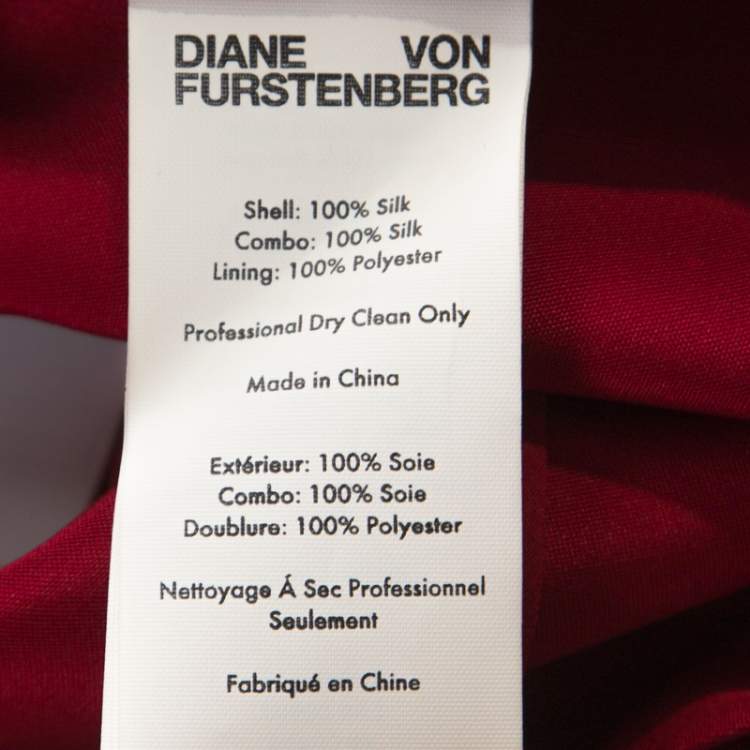 DIANE VON
FURSTENBERG
Shell: 100% Silk
Combo: 100% Silk
Lining: 100% Polyester
Professional Dry Clean Only
Made in China
Extérieur: 100% Soie
Combo: 100% Soie
Doublure: 100% Polyester
Nettoyage Á Sec Professionnel
Seulement
Fabriqué en Chine